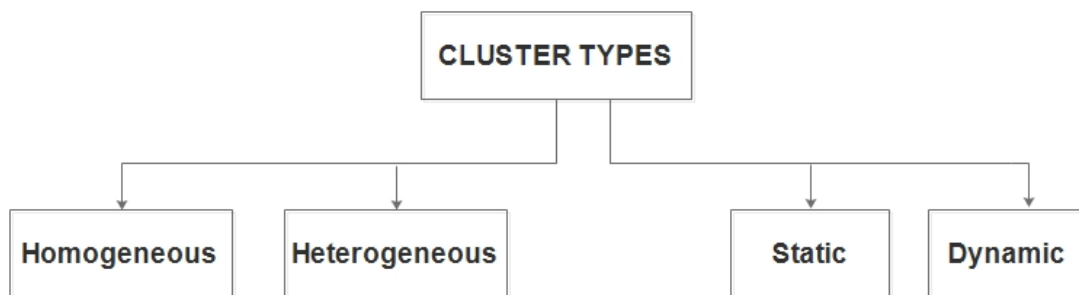 CLUSTER TYPES
Homogeneous
Heterogeneous
Static
Dynamic